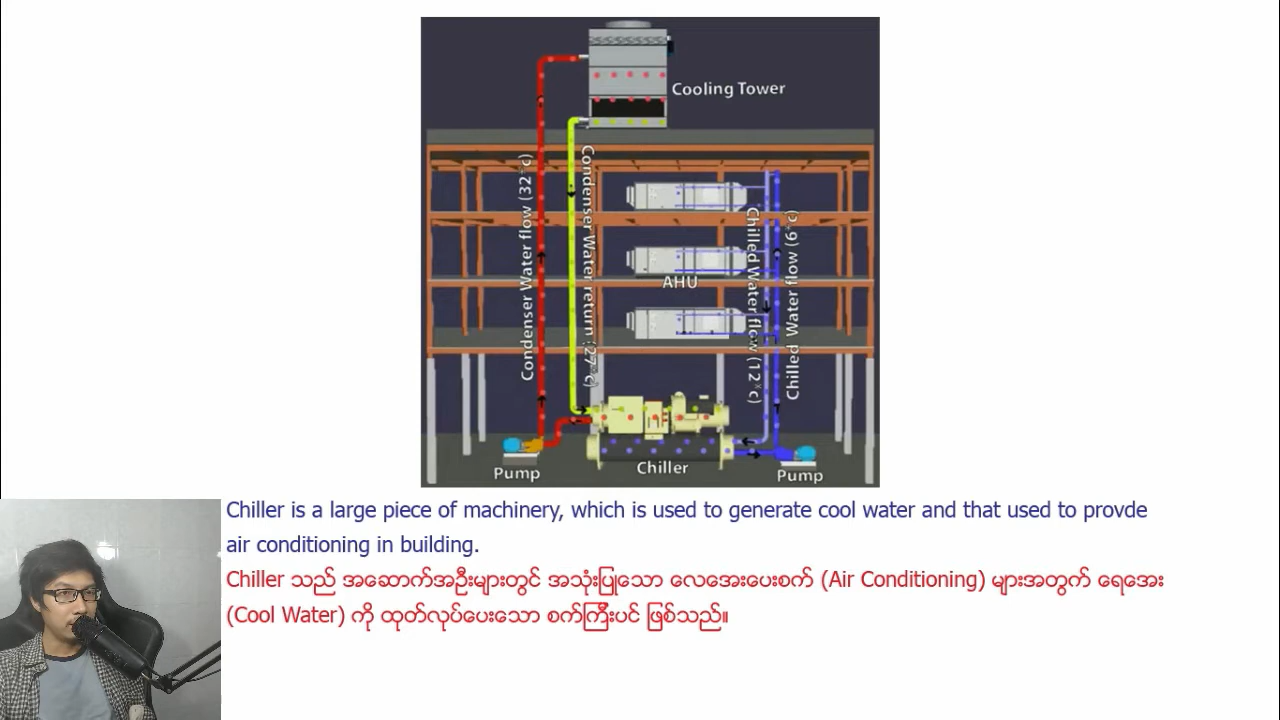 Cooling Tower
Condenser Water flow (32°c)
Condenser Water return (27°c)
Chilled Water flow (12°c)
Chilled Water flow (6°c)
AHU
Chiller
Pump
Pump
Chiller is a large piece of machinery, which is used to generate cool water and that used to provde
air conditioning in building.
Chiller သည် အဆောက်အဦးများတွင် အသုံးပြုသော လေအေးပေးစက် (Air Conditioning) များအတွက် ရေအေး
(Cool Water) ကို ထုတ်လုပ်ပေးသော စက်ကြီးပင် ဖြစ်သည်။